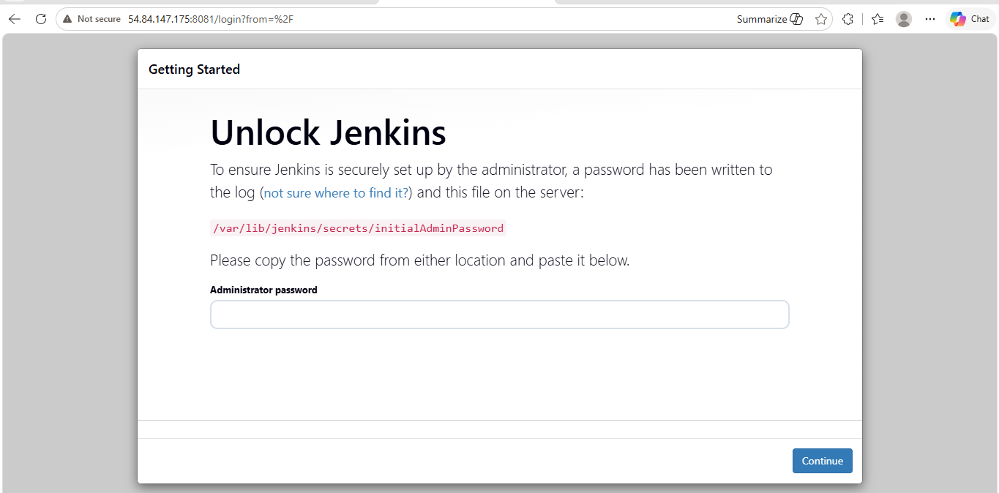 Not secure 54.84.147.175:8081/login?from=%2F Summarize Chat
Getting Started
Unlock Jenkins
To ensure Jenkins is securely set up by the administrator, a password has been written to
the log (not sure where to find it?) and this file on the server:
/var/lib/jenkins/secrets/initialAdminPassword
Please copy the password from either location and paste it below.
Administrator password
Continue